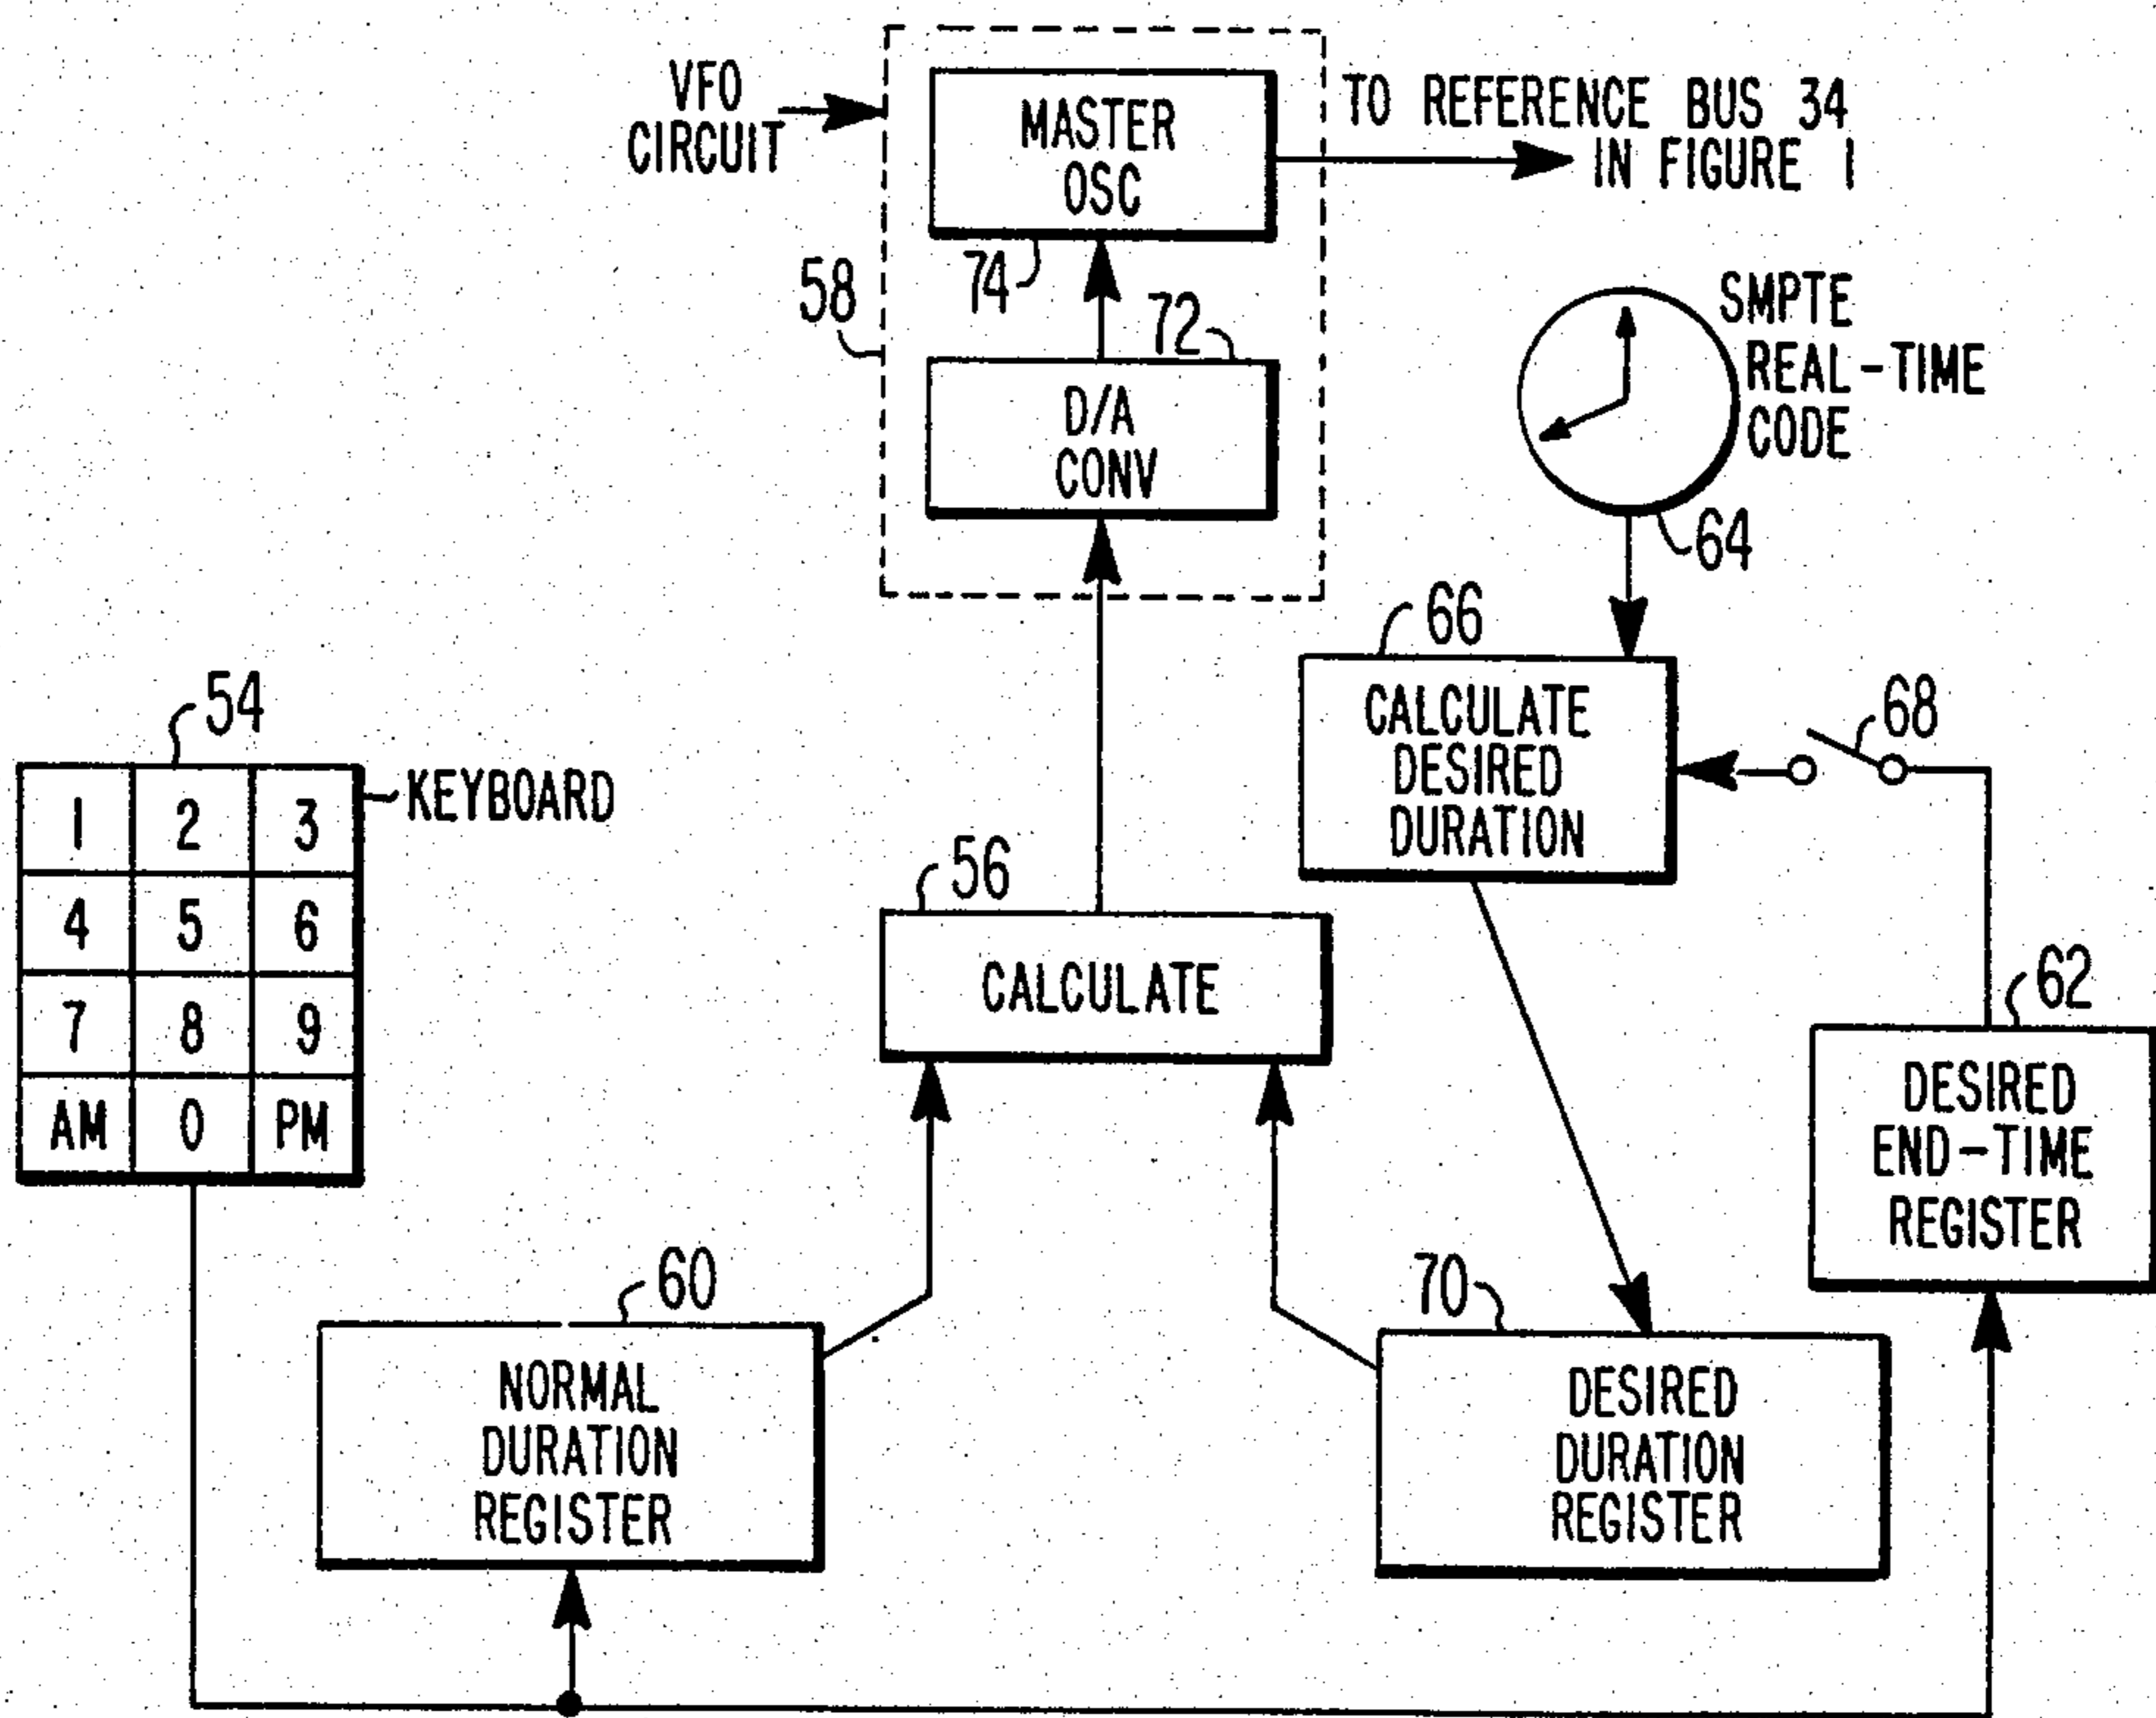 VFO
CIRCUIT
MASTER
OSC
TO REFERENCE BUS 34
IN FIGURE 1
58
74
72
D/A
CONV
SMPTE
REAL-TIME
CODE
64
66
CALCULATE
DESIRED
DURATION
68
54
KEYBOARD
1 2 3
4 5 6
7 8 9
AM 0 PM
56
CALCULATE
62
DESIRED
END-TIME
REGISTER
60
NORMAL
DURATION
REGISTER
70
DESIRED
DURATION
REGISTER